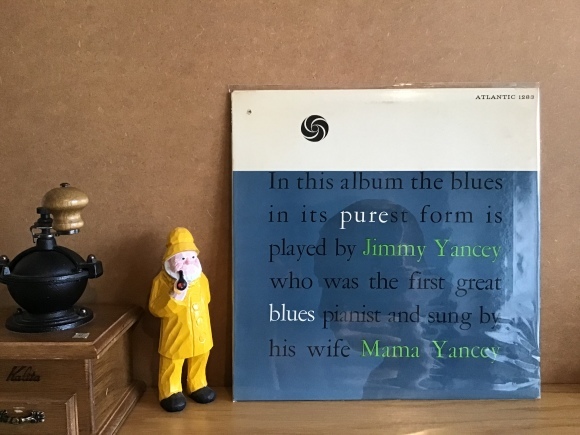 ATLANTIC 1283
In this album the blues
in its purest form is
played by Jimmy Yancey
who was the first great
blues pianist and sung by
his wife Mama Yancey
Kalita